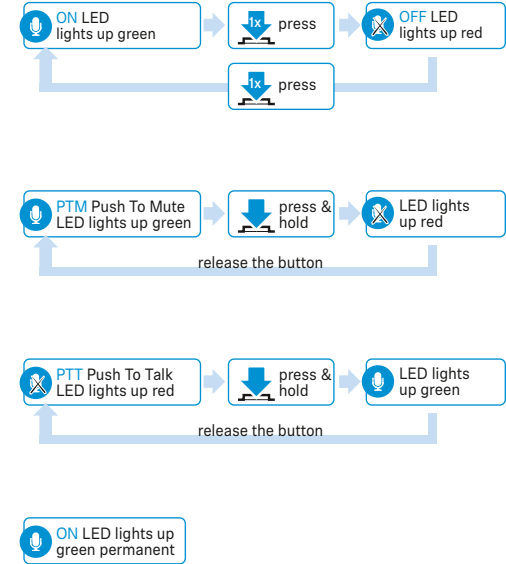 ON LED
lights up green
1x
press
OFF LED
lights up red
1x
press
PTM Push To Mute
LED lights up green
press &
hold
LED lights
up red
release the button
PTT Push To Talk
LED lights up red
press &
hold
LED lights
up green
release the button
ON LED lights up
green permanent